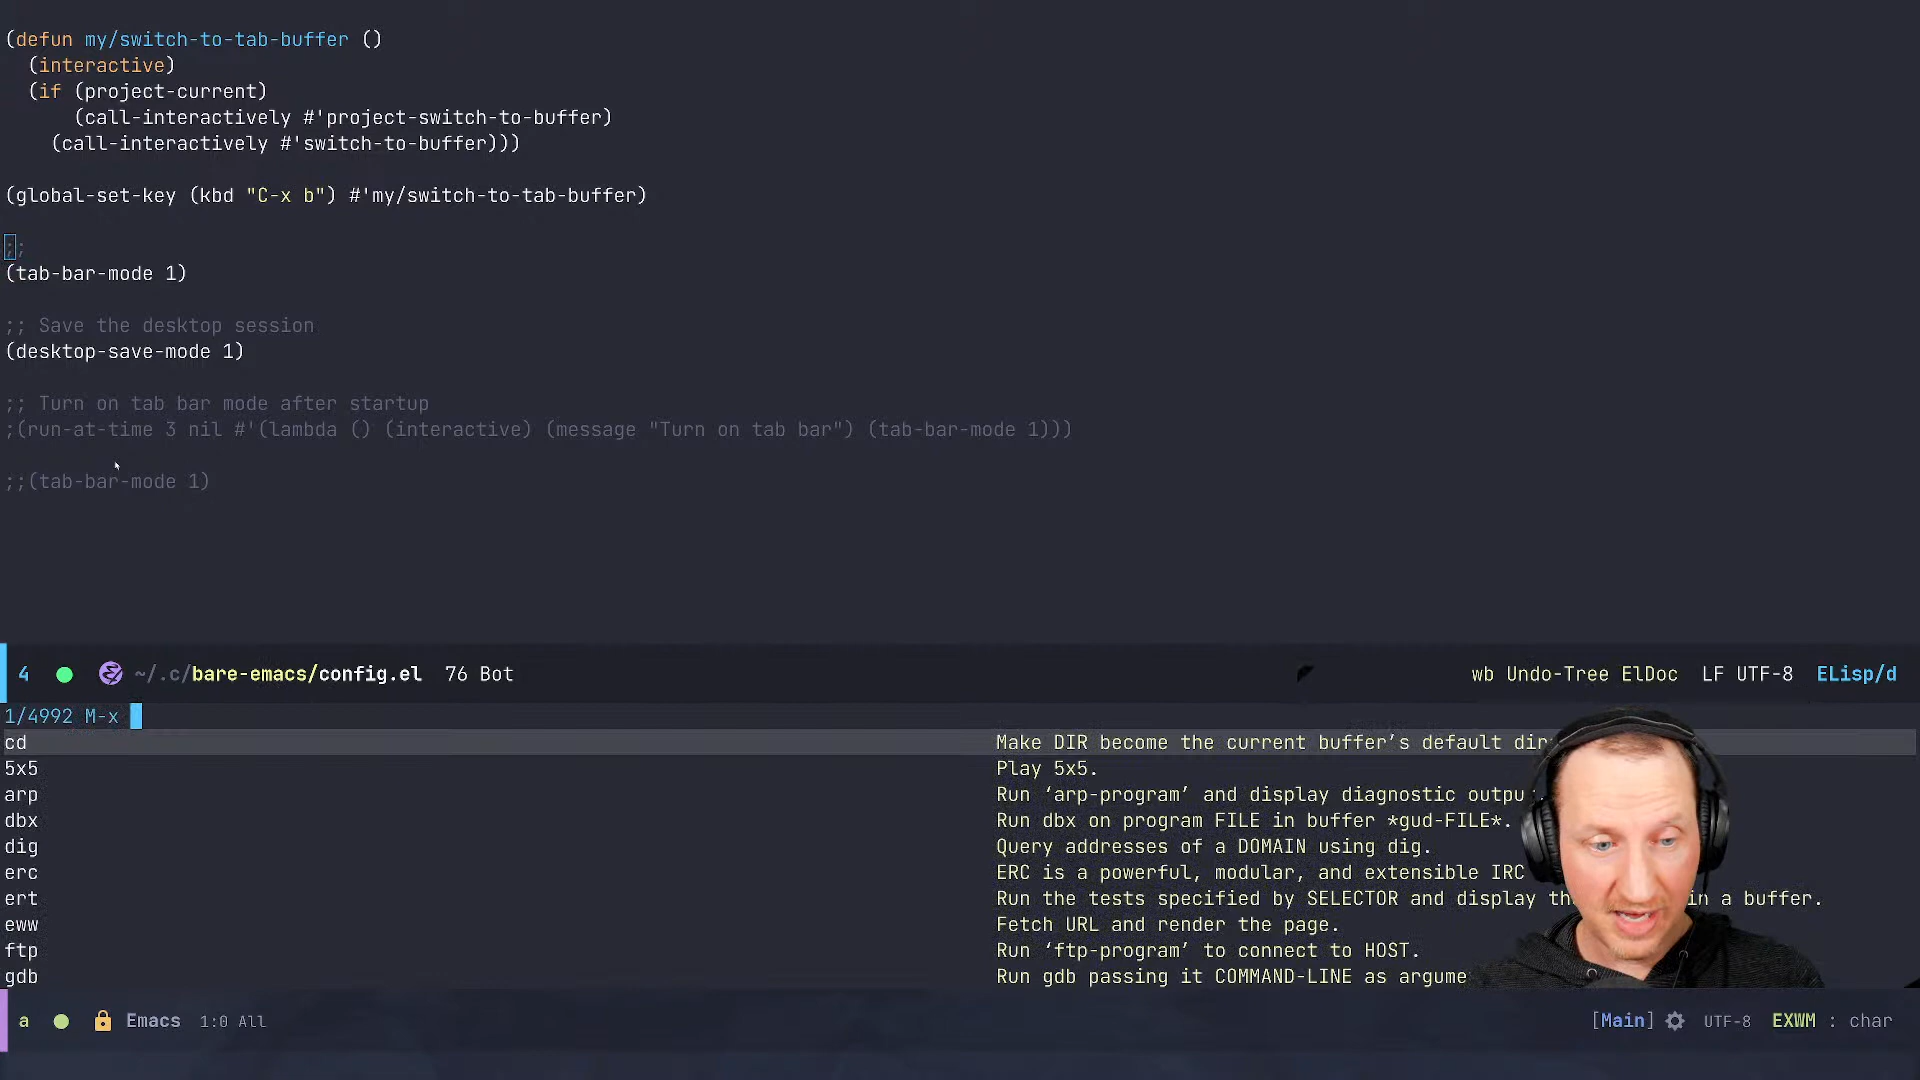 (defun my/switch-to-tab-buffer ()
(interactive)
(if (project-current)
(call-interactively #'project-switch-to-buffer)
(call-interactively #'switch-to-buffer)))
(global-set-key (kbd "C-x b") #'my/switch-to-tab-buffer)
;;
(tab-bar-mode 1)
;; Save the desktop session
(desktop-save-mode 1)
;; Turn on tab bar mode after startup
;(run-at-time 3 nil #'(lambda () (interactive) (message "Turn on tab bar") (tab-bar-mode 1)))
;;(tab-bar-mode 1)
4 ~/.c/bare-emacs/config.el 76 Bot wb Undo-Tree ElDoc LF UTF-8 ELisp/d
1/4992 M-x
cd Make DIR become the current buffer’s default
5x5 Play 5x5.
arp Run ‘arp-program’ and display diagnostic
dbx Run dbx on program FILE in buffer *gud-FILE*.
dig Query addresses of a DOMAIN using dig.
erc ERC is a powerful, modular, and extensible IRC
ert Run the tests specified by SELECTOR and display in a buffer.
eww Fetch URL and render the page.
ftp Run ‘ftp-program’ to connect to HOST.
gdb Run gdb passing it COMMAND-LINE as
a Emacs 1:0 All [Main] UTF-8 EXWM : char